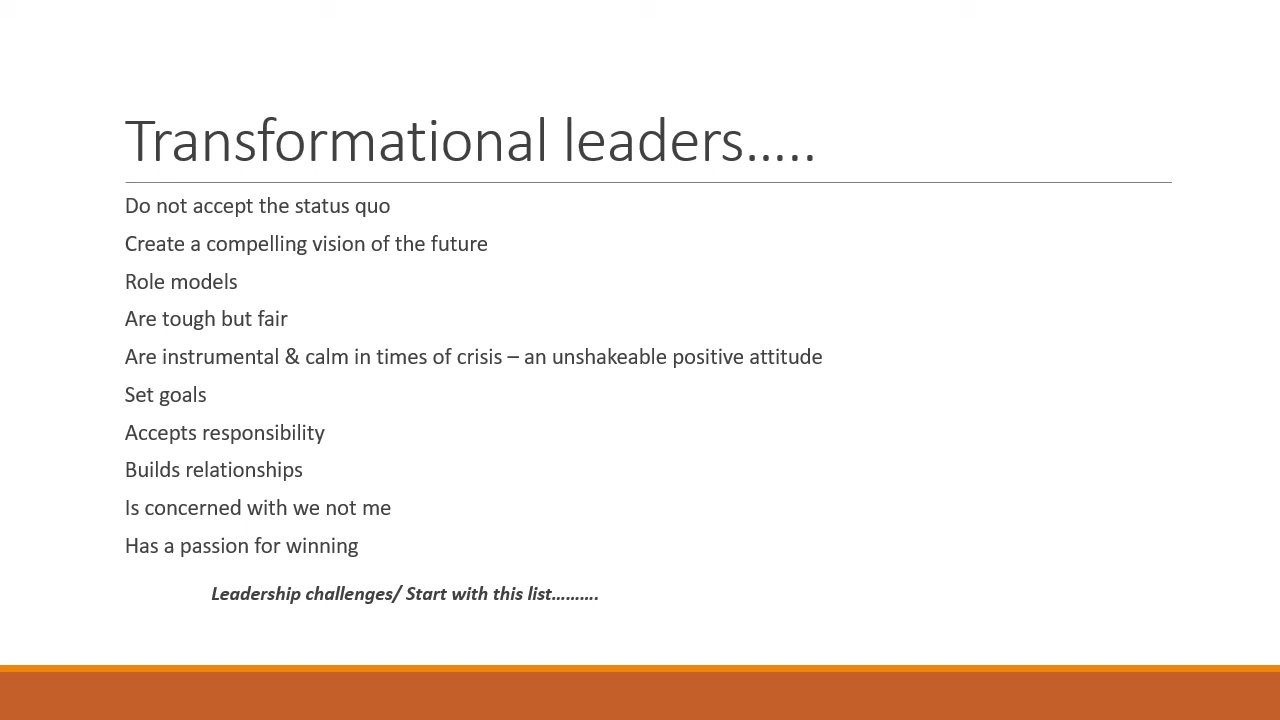 Transformational leaders…..
Do not accept the status quo
Create a compelling vision of the future
Role models
Are tough but fair
Are instrumental & calm in times of crisis – an unshakeable positive attitude
Set goals
Accepts responsibility
Builds relationships
Is concerned with we not me
Has a passion for winning
Leadership challenges/ Start with this list……….